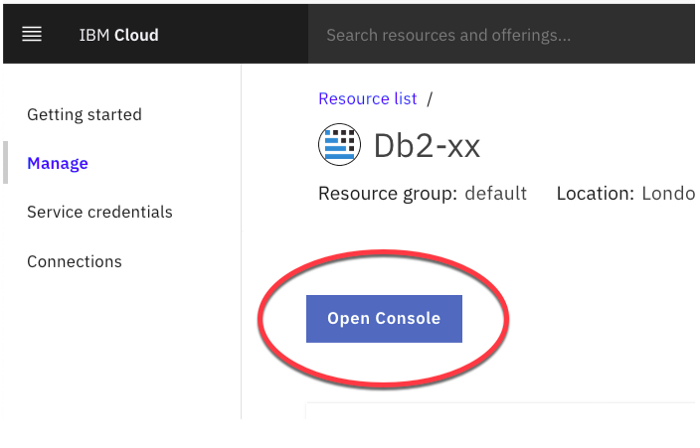 IBM Cloud
Search resources and offerings...
Getting started
Manage
Service credentials
Connections
Resource list /
Db2-xx
Resource group: default Location: Londo
Open Console